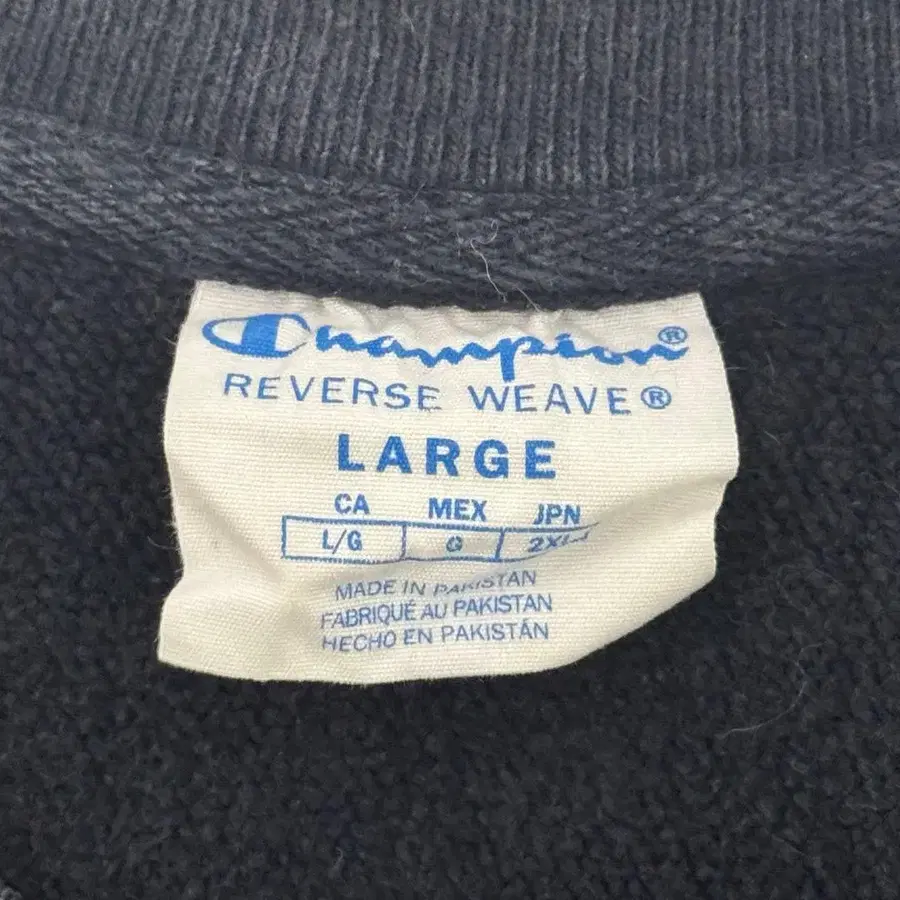 Champion®
REVERSE WEAVE®
LARGE
CA MEX JPN
L/G G 2XL
MADE IN PAKISTAN
FABRIQUÉ AU PAKISTAN
HECHO EN PAKISTÁN